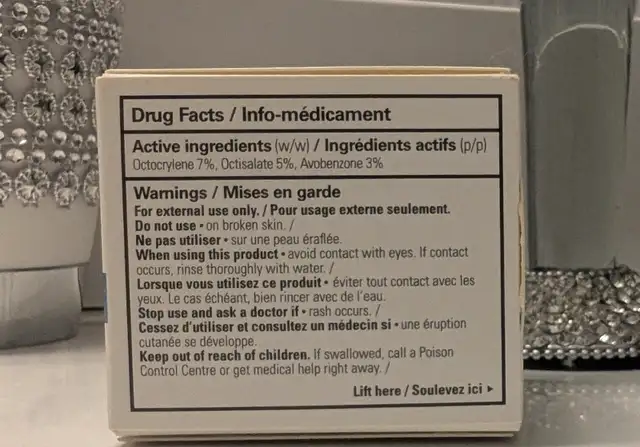 Drug Facts / Info-médicament
Active ingredients (w/w) / Ingrédients actifs (p/p)
Octocrylene 7%, Octisalate 5%, Avobenzone 3%
Warnings / Mises en garde
For external use only. / Pour usage externe seulement.
Do not use • on broken skin. /
Ne pas utiliser • sur une peau éraflée.
When using this product • avoid contact with eyes. If contact
occurs, rinse thoroughly with water. /
Lorsque vous utilisez ce produit • éviter tout contact avec les
yeux. Le cas échéant, bien rincer avec de l'eau.
Stop use and ask a doctor if • rash occurs. /
Cessez d'utiliser et consultez un médecin si • une éruption
cutanée se développe.
Keep out of reach of children. If swallowed, call a Poison
Control Centre or get medical help right away. /
Lift here / Soulevez ici ►